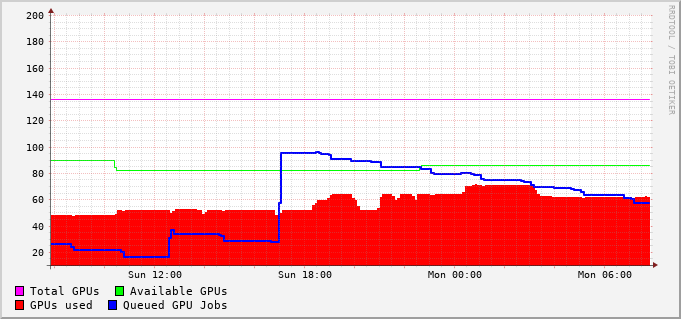 200
180
160
140
120
100
80
60
40
20
Sun 12:00 Sun 18:00 Mon 00:00 Mon 06:00
Total GPUs Available GPUs
GPUs used Queued GPU Jobs
RRDTOOL / TOBI OETIKER